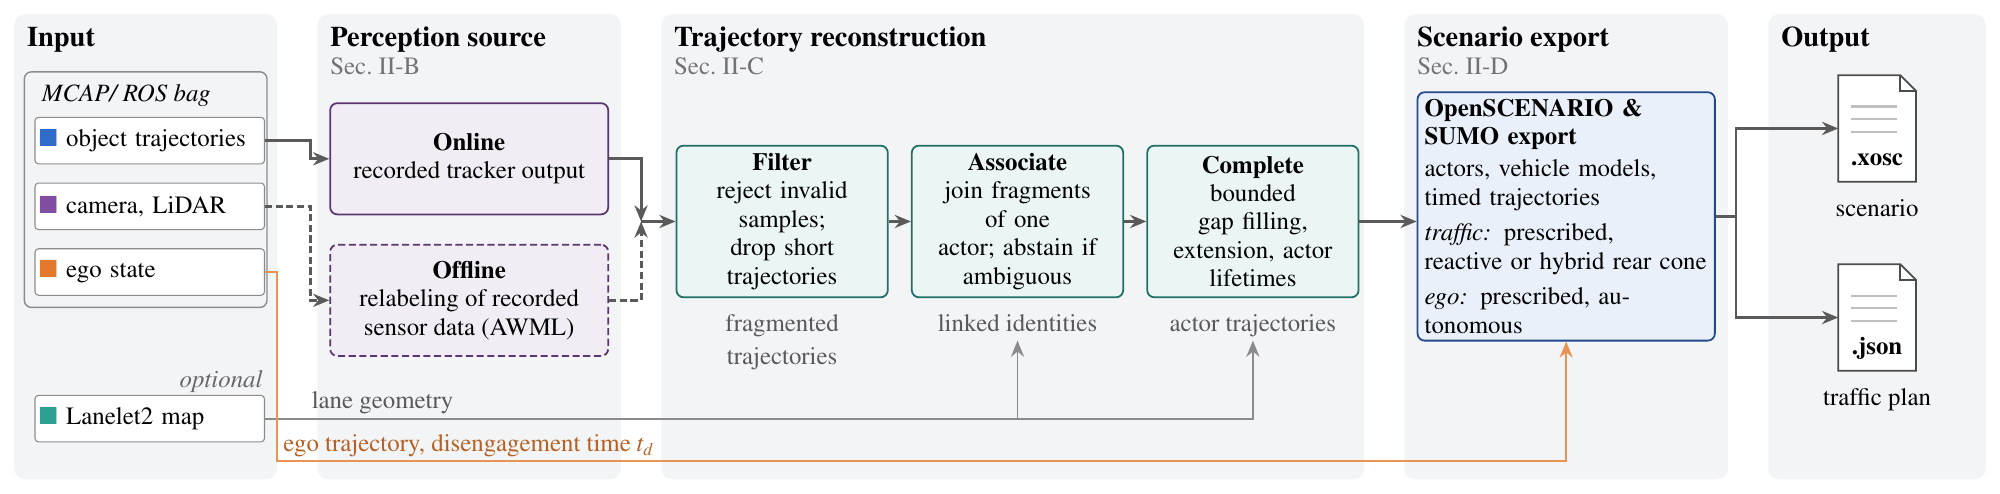 Input
MCAP/ ROS bag
object trajectories
camera, LiDAR
ego state
optional
Lanelet2 map
Perception source
Sec. II-B
Online
recorded tracker output
Offline
relabeling of recorded
sensor data (AWML)
lane geometry
ego trajectory, disengagement time t_d
Trajectory reconstruction
Sec. II-C
Filter
reject invalid
samples;
drop short
trajectories
fragmented
trajectories
Associate
join fragments
of one
actor; abstain if
ambiguous
linked identities
Complete
bounded
gap filling,
extension, actor
lifetimes
actor trajectories
Scenario export
Sec. II-D
OpenSCENARIO &
SUMO export
actors, vehicle models,
timed trajectories
traffic: prescribed,
reactive or hybrid rear cone
ego: prescribed, au-
tonomous
Output
.xosc
scenario
.json
traffic plan